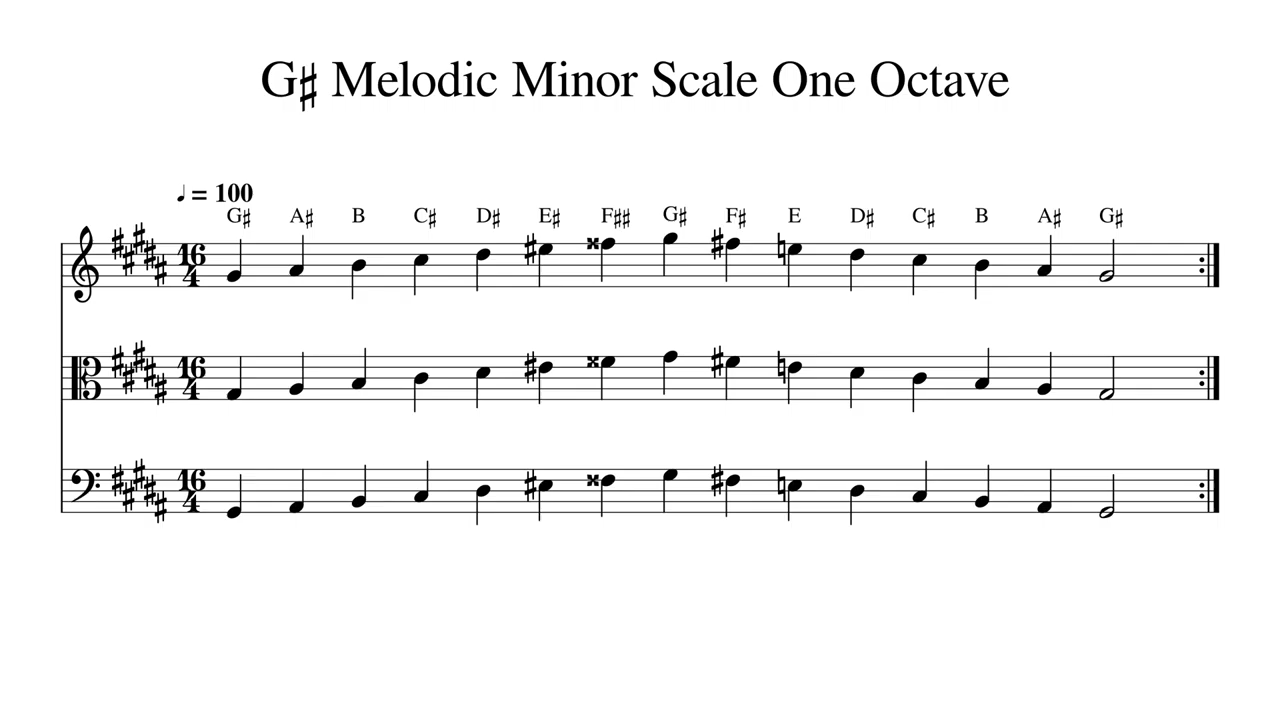 G♯ Melodic Minor Scale One Octave
♩ = 100
G♯ A♯ B C♯ D♯ E♯ F♯♯ G♯ F♯ E D♯ C♯ B A♯ G♯
16
4
16
4
16
4